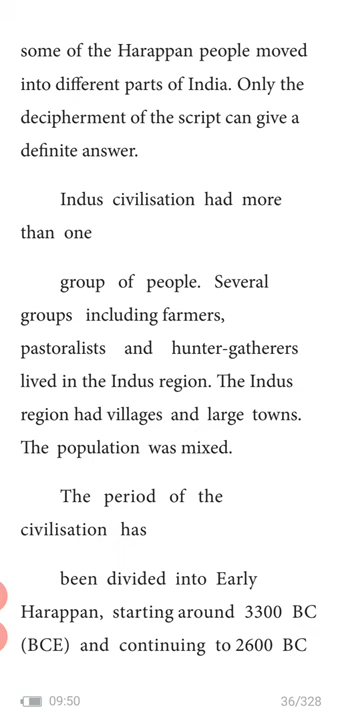 some of the Harappan people moved
into different parts of India. Only the
decipherment of the script can give a
definite answer.
Indus civilisation had more
than one
group of people. Several
groups including farmers,
pastoralists and hunter-gatherers
lived in the Indus region. The Indus
region had villages and large towns.
The population was mixed.
The period of the
civilisation has
been divided into Early
Harappan, starting around 3300 BC
(BCE) and continuing to 2600 BC
09:50 36/328